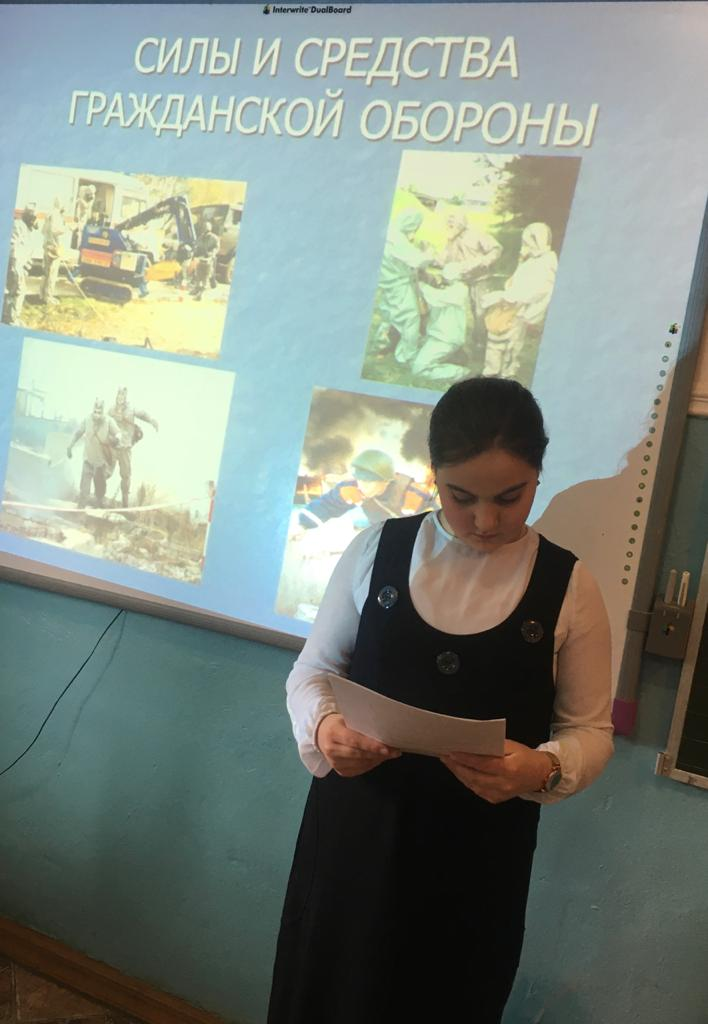 Interwrite DualBoard
СИЛЫ И СРЕДСТВА
ГРАЖДАНСКОЙ ОБОРОНЫ